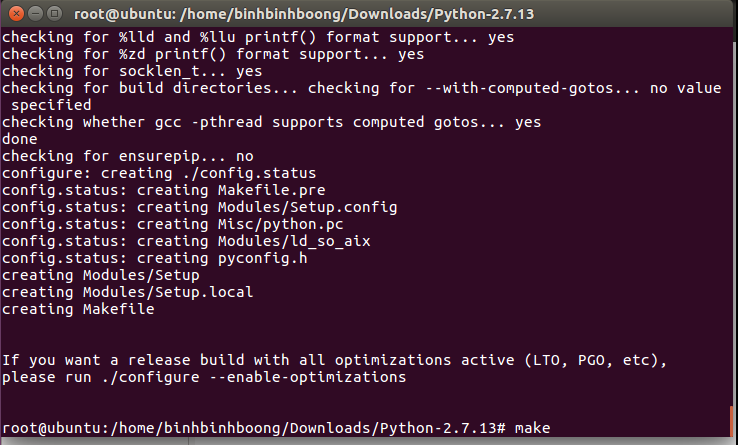 root@ubuntu: /home/binhbinhboong/Downloads/Python-2.7.13
checking for %lld and %llu printf() format support... yes
checking for %zd printf() format support... yes
checking for socklen_t... yes
checking for build directories... checking for --with-computed-gotos... no value
 specified
checking whether gcc -pthread supports computed gotos... yes
done
checking for ensurepip... no
configure: creating ./config.status
config.status: creating Makefile.pre
config.status: creating Modules/Setup.config
config.status: creating Misc/python.pc
config.status: creating Modules/ld_so_aix
config.status: creating pyconfig.h
creating Modules/Setup
creating Modules/Setup.local
creating Makefile
If you want a release build with all optimizations active (LTO, PGO, etc),
please run ./configure --enable-optimizations
root@ubuntu:/home/binhbinhboong/Downloads/Python-2.7.13# make